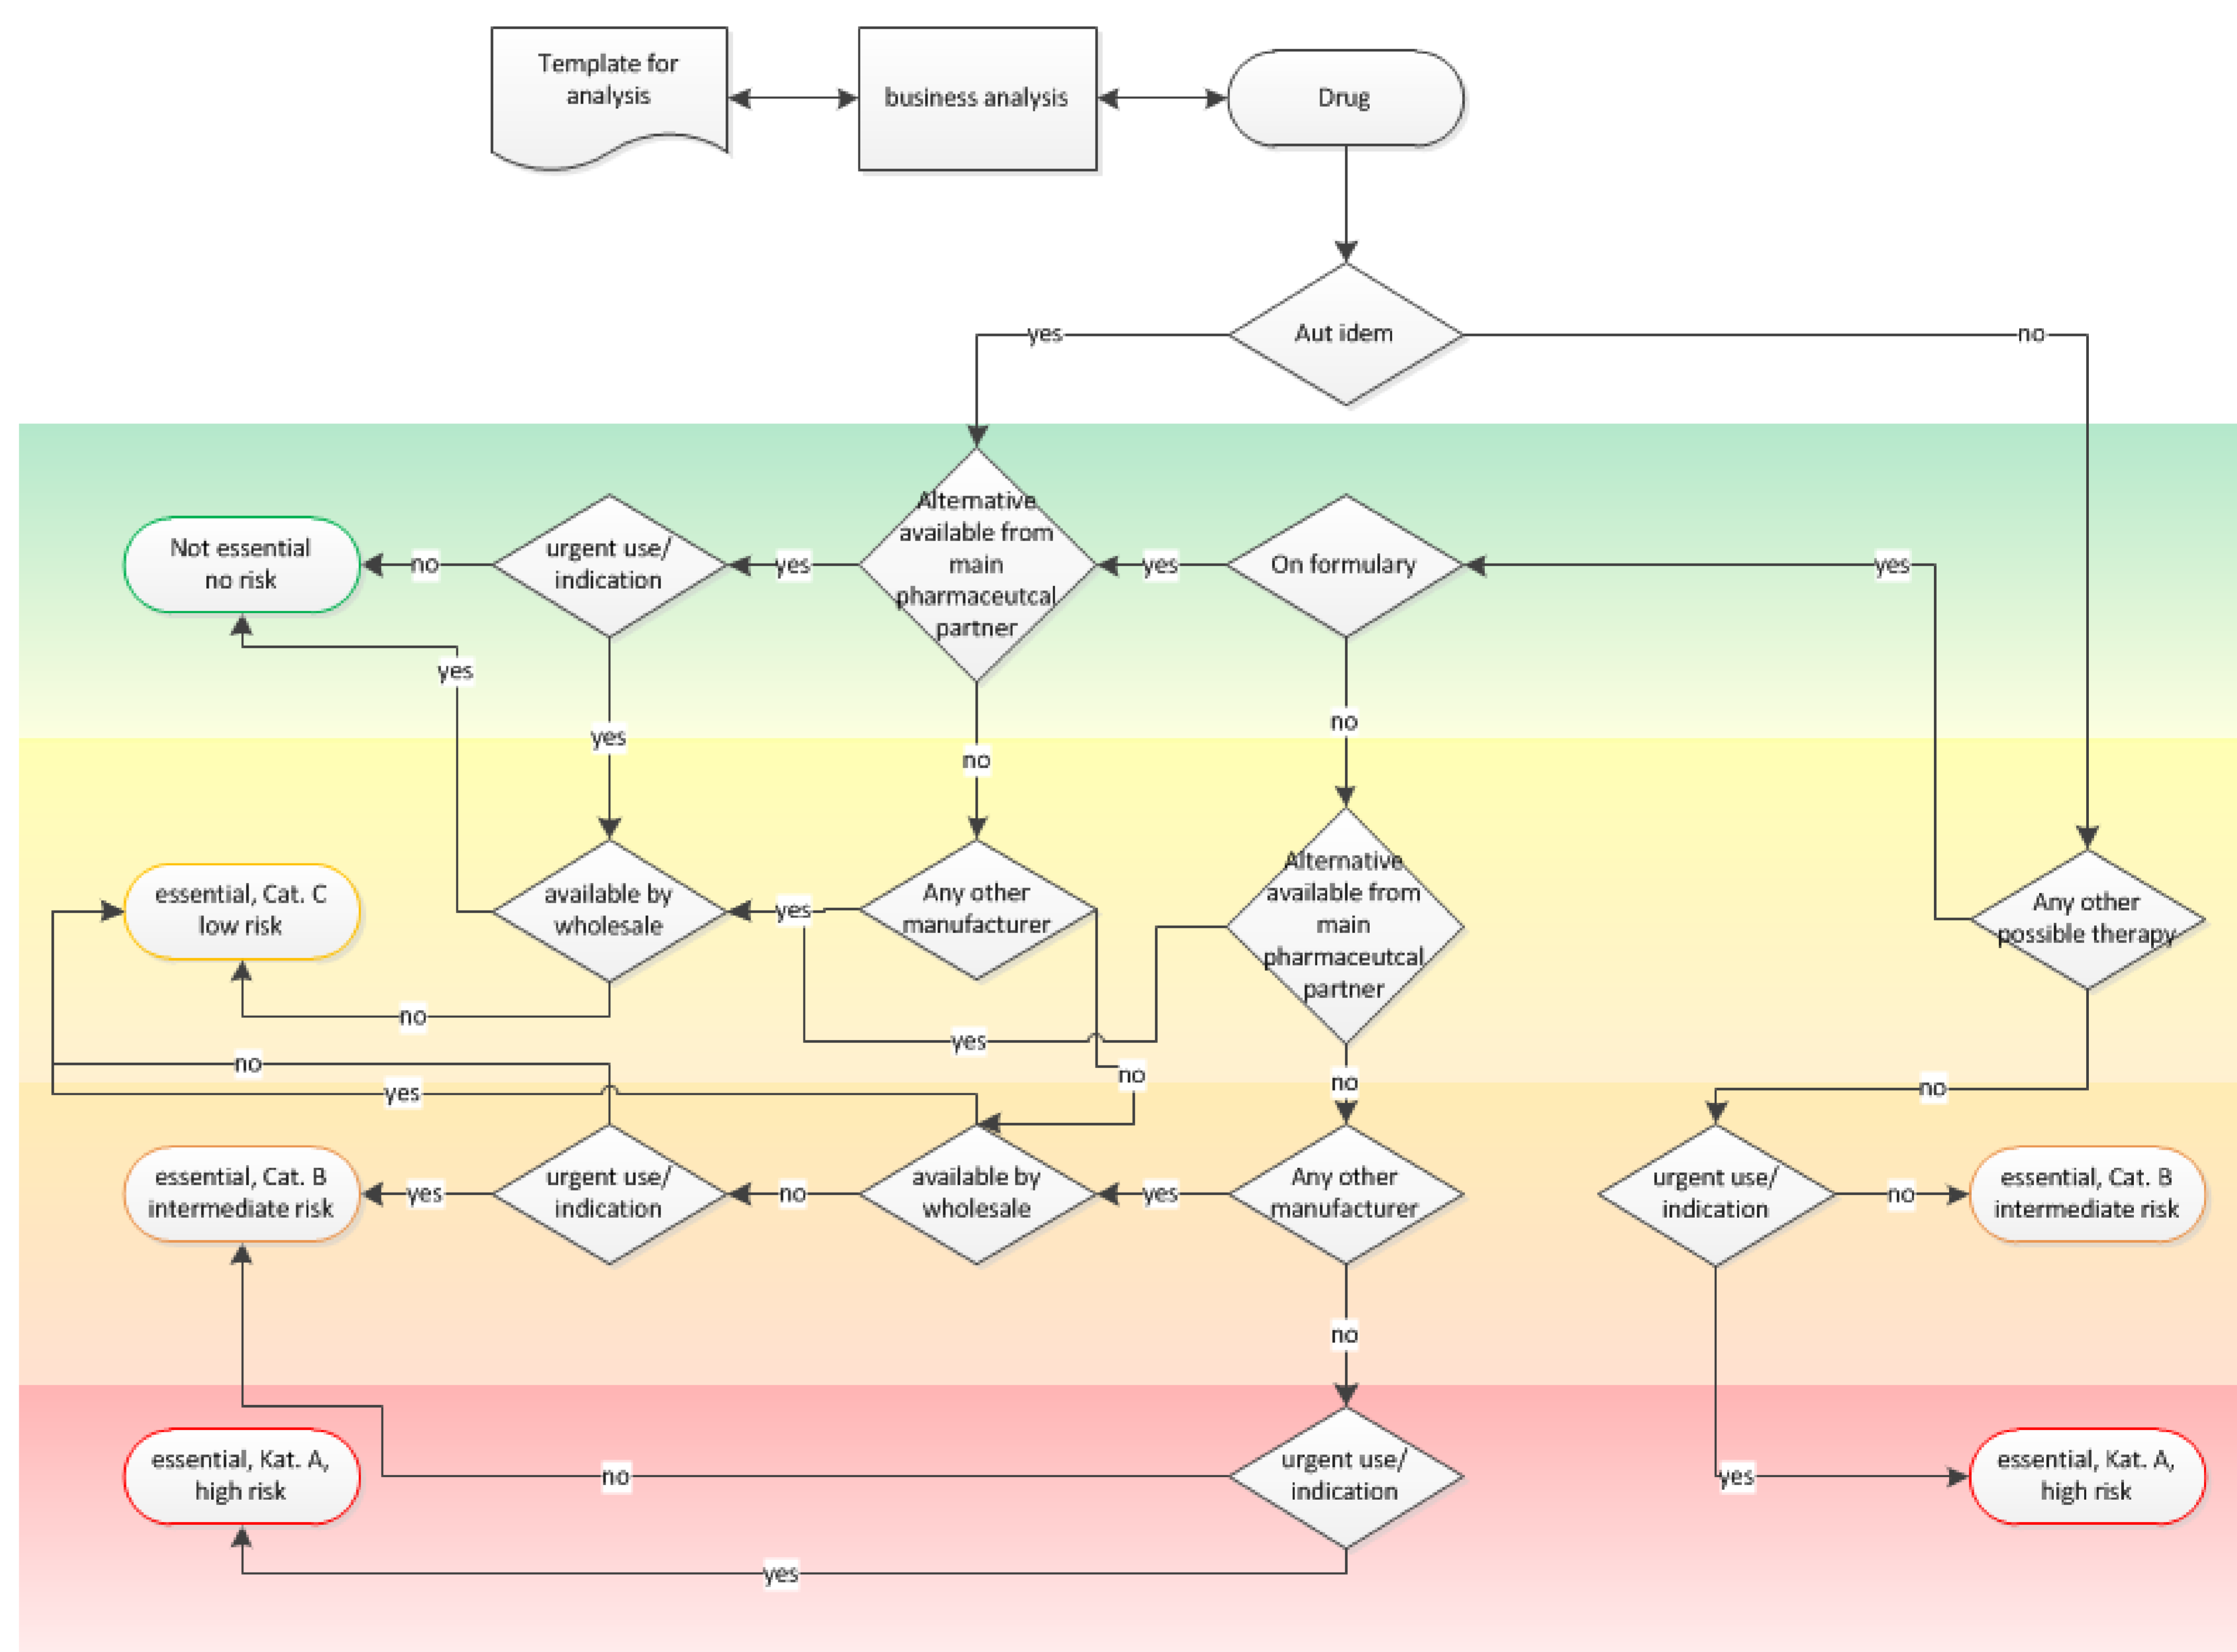 Template for
analysis
business analysis
Drug
Aut idem
yes
no
Not essential
no risk
no
urgent use/
indication
yes
Alternative
available from
main
pharmaceutcal
partner
yes
On formulary
yes
yes
yes
no
no
essential, Cat. C
low risk
available by
wholesale
yes
Any other
manufacturer
Alternative
available from
main
pharmaceutcal
partner
Any other
possible therapy
no
yes
no
no
yes
no
no
essential, Cat. B
intermediate risk
yes
urgent use/
indication
no
available by
wholesale
yes
Any other
manufacturer
urgent use/
indication
no
essential, Cat. B
intermediate risk
no
essential, Kat. A,
high risk
no
urgent use/
indication
yes
essential, Kat. A,
high risk
yes